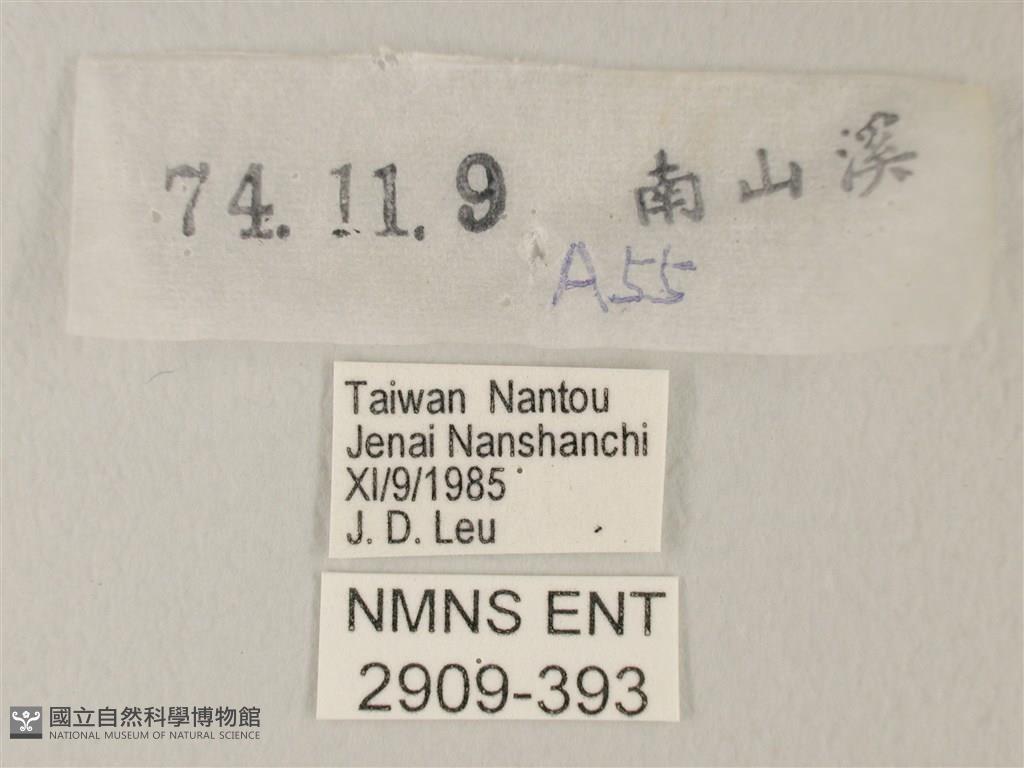 74.11.9 南山溪
A55
Taiwan Nantou
Jenai Nanshanchi
XI/9/1985
J. D. Leu
NMNS ENT
2909-393
國立自然科學博物館
NATIONAL MUSEUM OF NATURAL SCIENCE